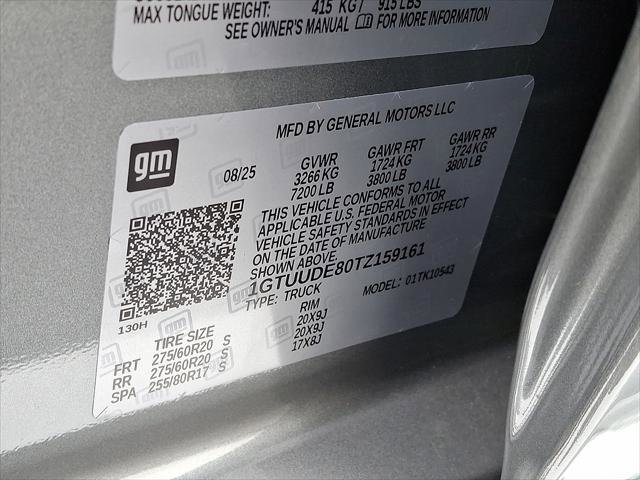 MAX TONGUE WEIGHT: 415 KG / 915 LBS
SEE OWNER'S MANUAL FOR MORE INFORMATION
MFD BY GENERAL MOTORS LLC
gm
08/25
GVWR GAWR FRT GAWR RR
3266 KG 1724 KG 1724 KG
7200 LB 3800 LB 3800 LB
THIS VEHICLE CONFORMS TO ALL
APPLICABLE U.S. FEDERAL MOTOR
VEHICLE SAFETY STANDARDS IN EFFECT
ON THE DATE OF MANUFACTURE
SHOWN ABOVE.
1GTUUDE80TZ159161
TYPE: TRUCK MODEL: 01TK10543
130H
TIRE SIZE RIM
FRT 275/60R20 S 20X9J
RR 275/60R20 S 20X9J
SPA 255/80R17 S 17X8J